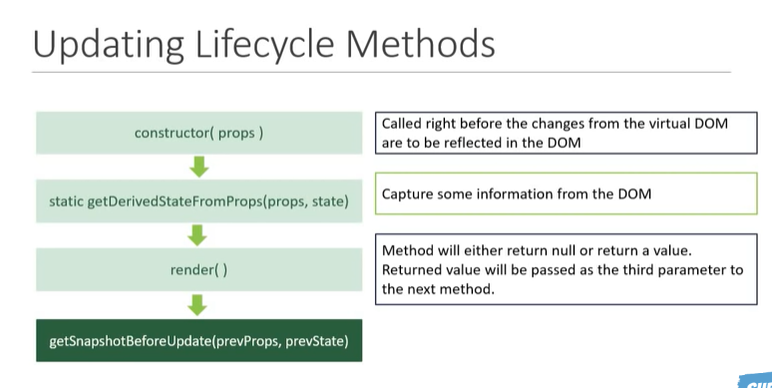 Updating Lifecycle Methods
constructor( props )
static getDerivedStateFromProps(props, state)
render( )
getSnapshotBeforeUpdate(prevProps, prevState)
Called right before the changes from the virtual DOM
are to be reflected in the DOM
Capture some information from the DOM
Method will either return null or return a value.
Returned value will be passed as the third parameter to
the next method.